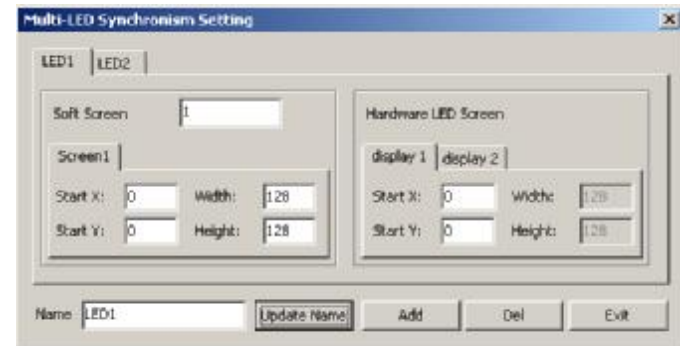 Multi-LED Synchronism Setting
LED1 LED2
Soft Screen 1
Screen1
Start X: 0 Width: 128
Start Y: 0 Height: 128
Hardware LED Screen
display 1 display 2
Start X: 0 Width: 128
Start Y: 0 Height: 128
Name LED1 Update Name Add Del Exit